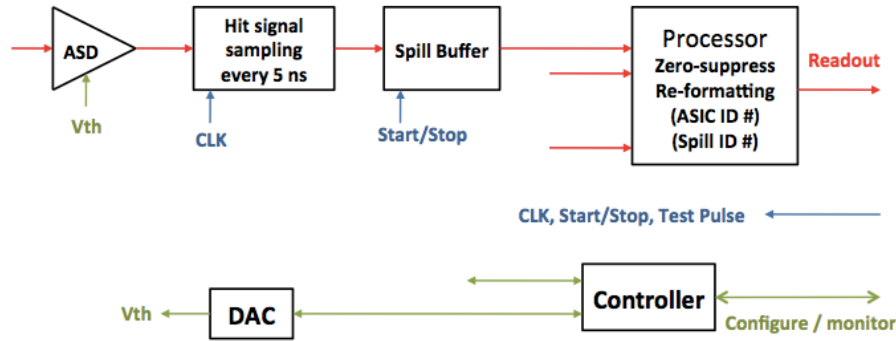 ASD
Hit signal
sampling
every 5 ns
Spill Buffer
Processor
Zero-suppress
Re-formatting
(ASIC ID #)
(Spill ID #)
Readout
Vth
CLK
Start/Stop
CLK, Start/Stop, Test Pulse
Vth
DAC
Controller
Configure / monitor